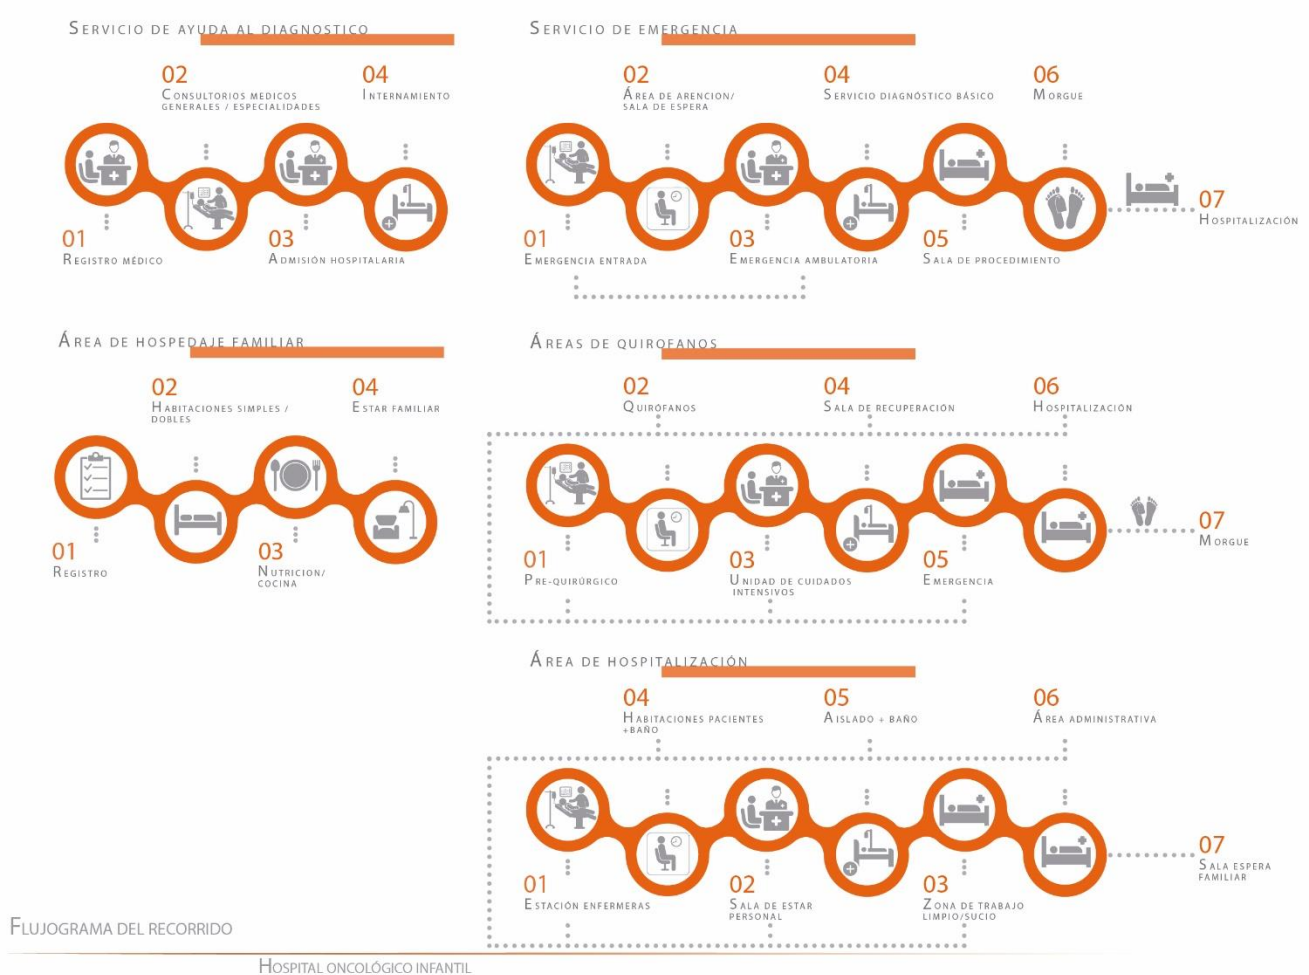 SERVICIO DE AYUDA AL DIAGNOSTICO
02
CONSULTORIOS MEDICOS
GENERALES / ESPECIALIDADES
04
INTERNAMIENTO
01
REGISTRO MÉDICO
03
ADMISIÓN HOSPITALARIA
SERVICIO DE EMERGENCIA
02
ÁREA DE ARENCION/
SALA DE ESPERA
04
SERVICIO DIAGNÓSTICO BÁSICO
06
MORGUE
01
EMERGENCIA ENTRADA
03
EMERGENCIA AMBULATORIA
05
SALA DE PROCEDIMIENTO
07
HOSPITALIZACIÓN
ÁREA DE HOSPEDAJE FAMILIAR
02
HABITACIONES SIMPLES /
DOBLES
04
ESTAR FAMILIAR
01
REGISTRO
03
NUTRICION/
COCINA
ÁREAS DE QUIROFANOS
02
QUIRÓFANOS
04
SALA DE RECUPERACIÓN
06
HOSPITALIZACIÓN
01
PRE-QUIRÚRGICO
03
UNIDAD DE CUIDADOS
INTENSIVOS
05
EMERGENCIA
07
MORGUE
ÁREA DE HOSPITALIZACIÓN
04
HABITACIONES PACIENTES
+BAÑO
05
AISLADO + BAÑO
06
ÁREA ADMINISTRATIVA
01
ESTACIÓN ENFERMERAS
02
SALA DE ESTAR
PERSONAL
03
ZONA DE TRABAJO
LIMPIO/SUCIO
07
SALA ESPERA
FAMILIAR
FLUJOGRAMA DEL RECORRIDO
HOSPITAL ONCOLÓGICO INFANTIL